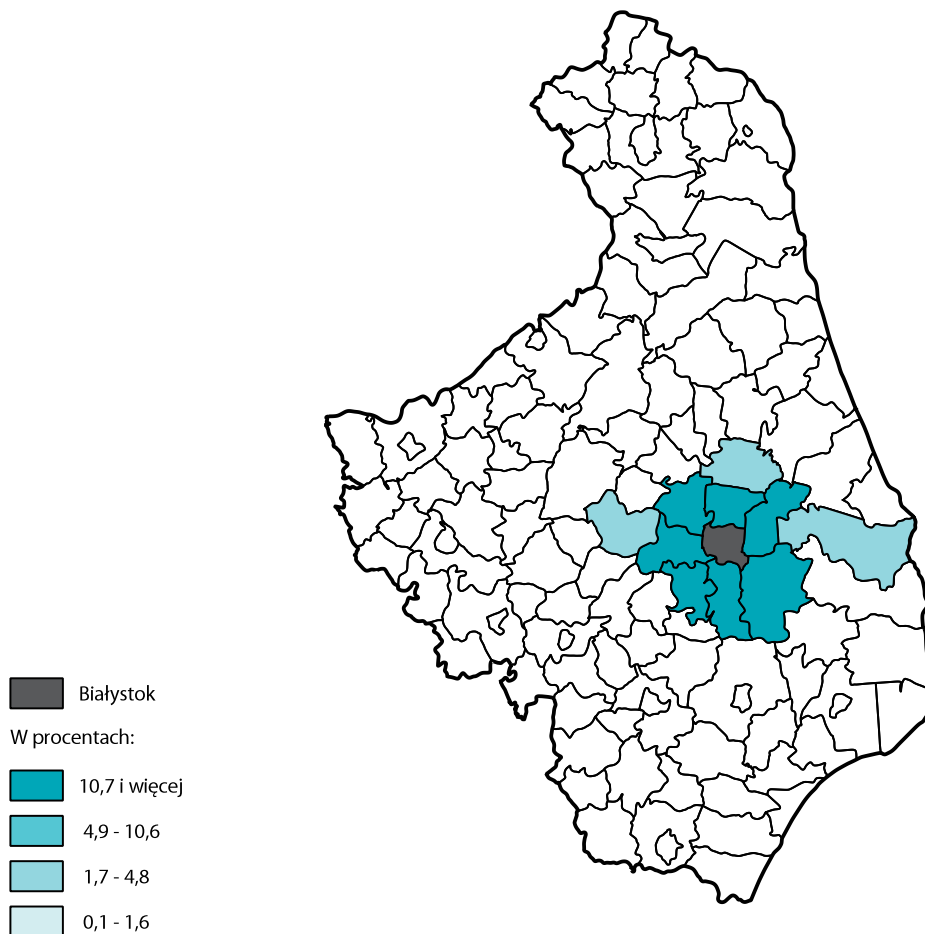 Białystok
W procentach:
10,7 i więcej
4,9 - 10,6
1,7 - 4,8
0,1 - 1,6